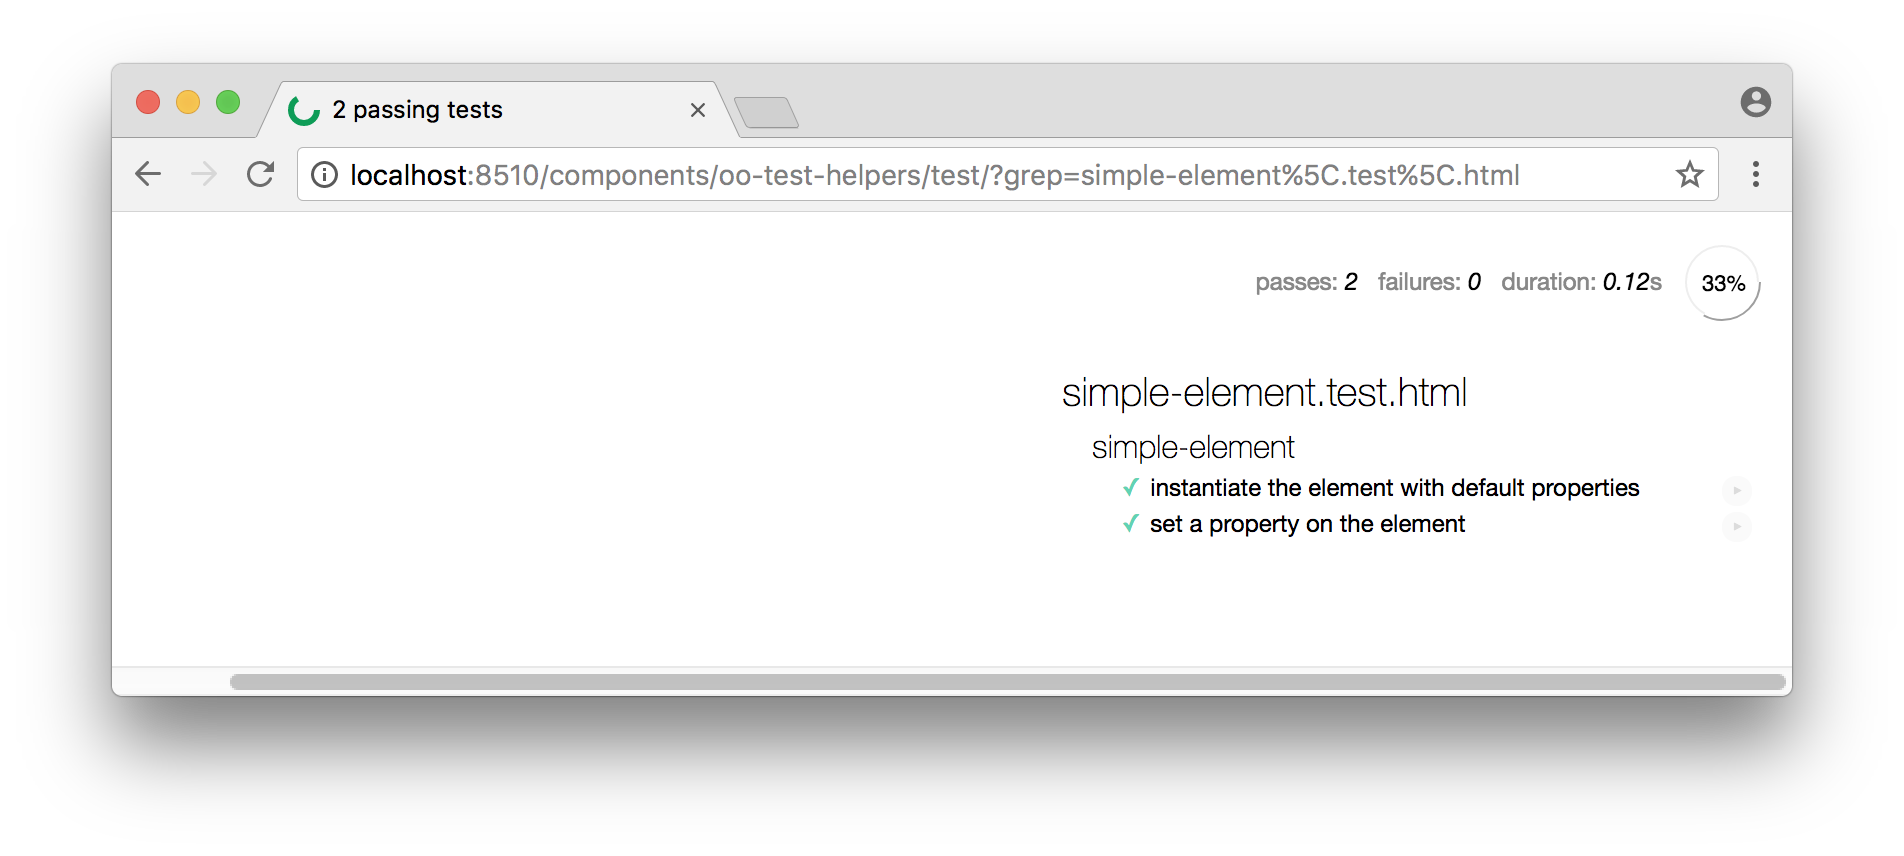 2 passing tests
localhost:8510/components/oo-test-helpers/test/?grep=simple-element%5C.test%5C.html
passes: 2 failures: 0 duration: 0.12s 33%
simple-element.test.html
simple-element
✓ instantiate the element with default properties
✓ set a property on the element